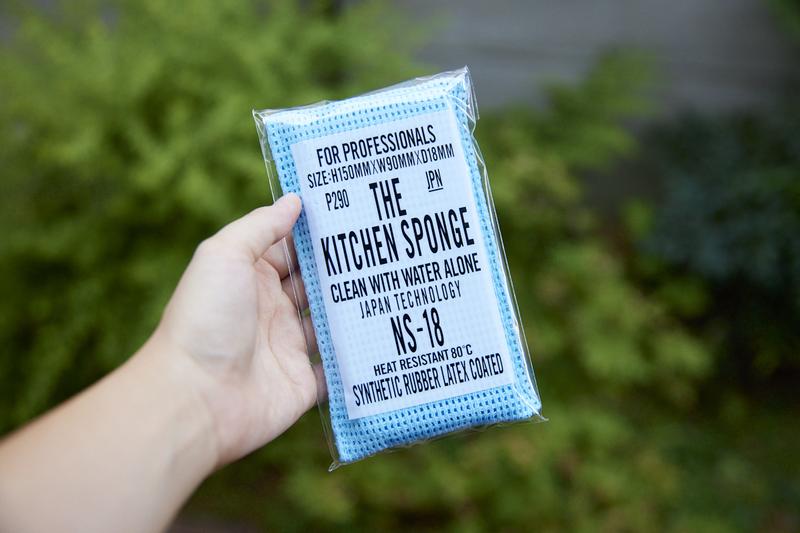 FOR PROFESSIONALS
SIZE:H150MMXW90MMXD18MM
P290
JPN
THE
KITCHEN SPONGE
CLEAN WITH WATER ALONE
JAPAN TECHNOLOGY
NS-18
HEAT RESISTANT 80°C
SYNTHETIC RUBBER LATEX COATED